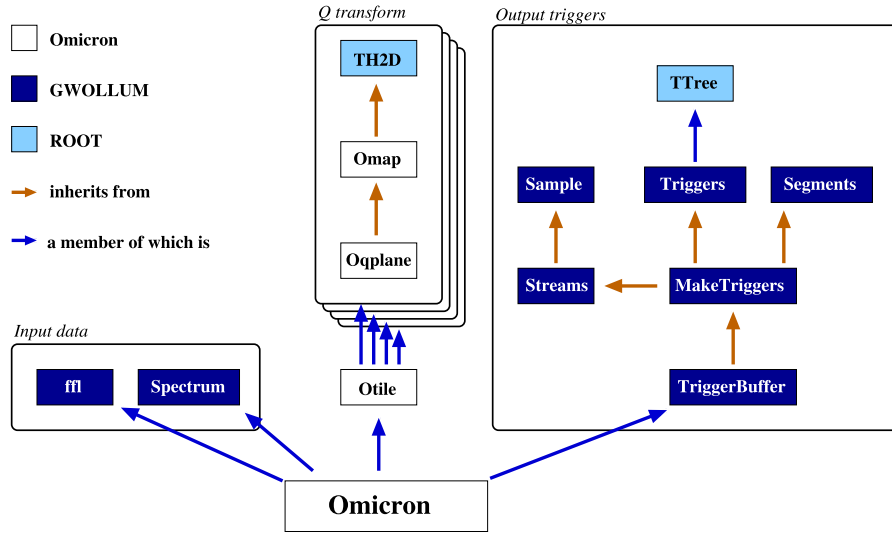 Omicron
GWOLLUM
ROOT
inherits from
a member of which is
Q transform
TH2D
Omap
Oqplane
Output triggers
TTree
Sample
Triggers
Segments
Streams
MakeTriggers
TriggerBuffer
Input data
ffl
Spectrum
Otile
Omicron